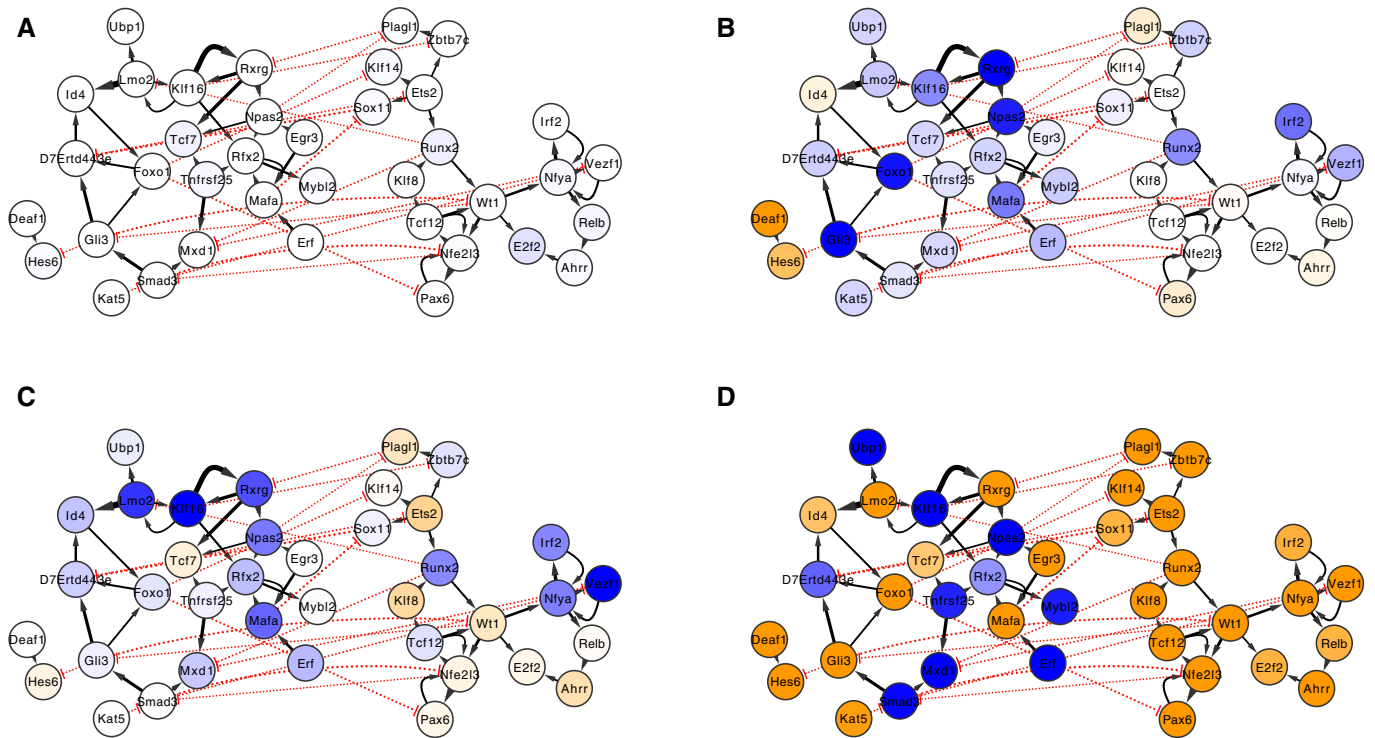 A
Ubp1
Plagl1
Zbtb7c
Rxrg
Klf14
Lmo2
Klf16
Id4
Ets2
Sox11
Npas2
Irf2
Egr3
Tcf7
Runx2
Rfx2
D7Ertd443e
Vezf1
Foxo1
Nfya
Tnfrsf25
Klf8
Mybl2
Mafa
Wt1
Deaf1
Tcf12
Relb
Gli3
Erf
Mxd1
E2f2
Nfe2l3
Hes6
Ahrr
Smad3
Kat5
Pax6
B
Ubp1
Plagl1
Zbtb7c
Rxrg
Klf14
Lmo2
Klf16
Id4
Ets2
Sox11
Npas2
Irf2
Egr3
Tcf7
Runx2
Rfx2
D7Ertd443e
Vezf1
Foxo1
Nfya
Tnfrsf25
Klf8
Mybl2
Mafa
Wt1
Deaf1
Tcf12
Relb
Gli3
Erf
Mxd1
E2f2
Nfe2l3
Hes6
Ahrr
Smad3
Kat5
Pax6
C
Ubp1
Plagl1
Zbtb7c
Rxrg
Klf14
Lmo2
Klf16
Id4
Ets2
Sox11
Npas2
Irf2
Egr3
Tcf7
Runx2
Rfx2
D7Ertd443e
Vezf1
Foxo1
Nfya
Tnfrsf25
Klf8
Mybl2
Mafa
Wt1
Deaf1
Tcf12
Relb
Gli3
Erf
Mxd1
E2f2
Nfe2l3
Hes6
Ahrr
Smad3
Kat5
Pax6
D
Ubp1
Plagl1
Zbtb7c
Rxrg
Klf14
Lmo2
Klf16
Id4
Ets2
Sox11
Npas2
Irf2
Egr3
Tcf7
Runx2
Rfx2
D7Ertd443e
Vezf1
Foxo1
Nfya
Tnfrsf25
Klf8
Mybl2
Mafa
Wt1
Deaf1
Tcf12
Relb
Gli3
Erf
Mxd1
E2f2
Nfe2l3
Hes6
Ahrr
Smad3
Kat5
Pax6